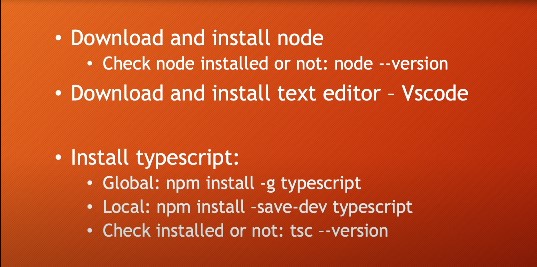 • Download and install node
• Check node installed or not: node --version
• Download and install text editor – Vscode
• Install typescript:
• Global: npm install -g typescript
• Local: npm install –save-dev typescript
• Check installed or not: tsc --version